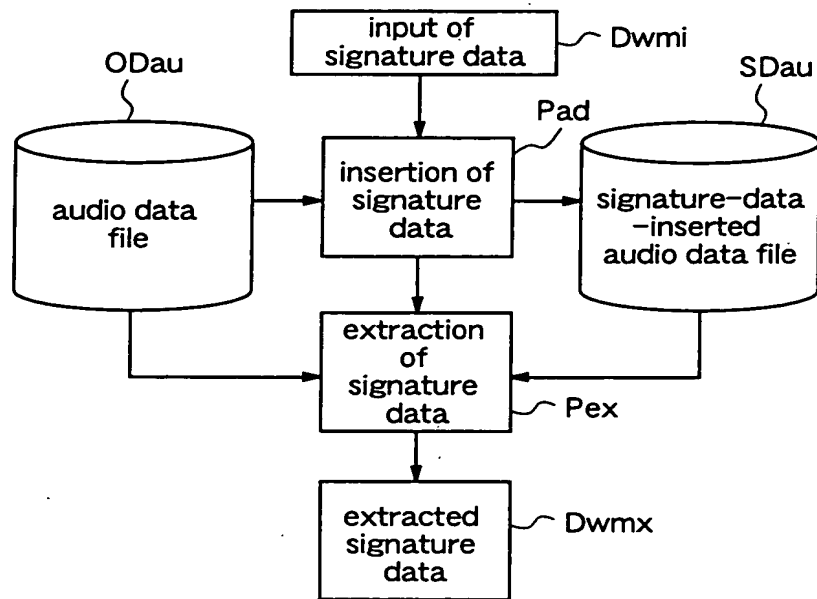 input of
signature data
Dwmi
ODau
SDau
Pad
audio data
file
insertion of
signature
data
signature-data
-inserted
audio data file
extraction
of
signature
data
Pex
extracted
signature
data
Dwmx